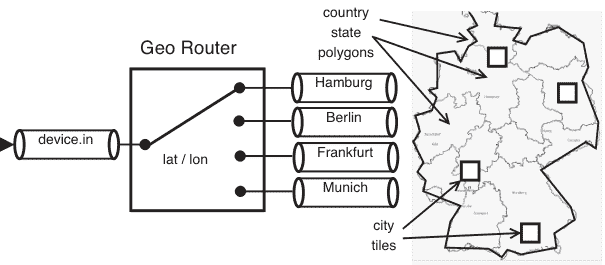 country
state
polygons
Geo Router
Hamburg
device.in
Berlin
lat / lon
Frankfurt
Munich
city
tiles